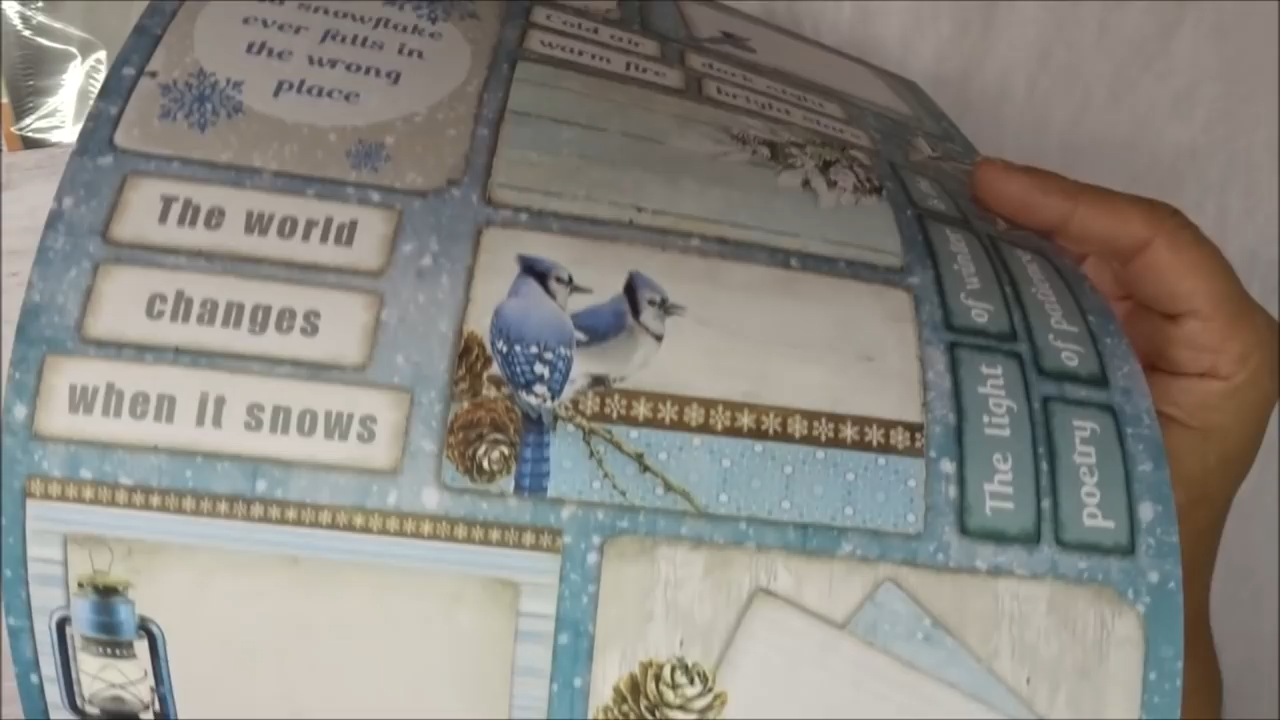 snowflake
ever falls in
the wrong
place
Cold air
warm fire
dark night
bright stars
The world
changes
when it snows
of winter
of patience
The light
poetry